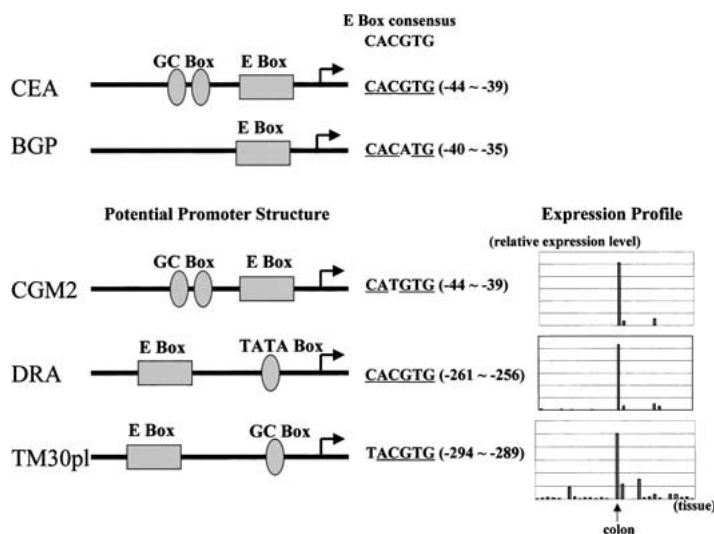 E Box consensus
CACGTG
GC Box E Box
CEA
CACGTG (-44 ~ -39)
E Box
BGP
CACATG (-40 ~ -35)
Potential Promoter Structure
Expression Profile
(relative expression level)
GC Box E Box
CGM2
CATGTG (-44 ~ -39)
E Box TATA Box
DRA
CACGTG (-261 ~ -256)
E Box GC Box
TM30pl
TACGTG (-294 ~ -289)
(tissue)
colon